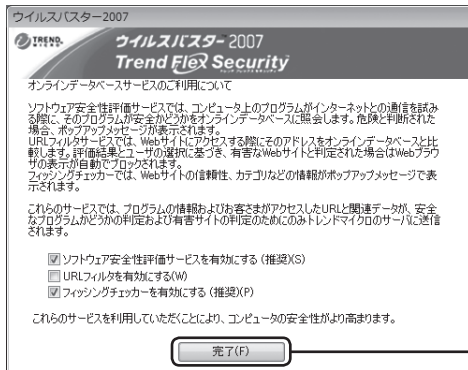 ウイルスバスター2007
TREND
ウイルスバスター2007
Trend Flex Security
オンラインデータベースサービスのご利用について
ソフトウェア安全性評価サービスでは、コンピュータ上のプログラムがインターネットとの通信を試み
る際に、そのプログラムが安全かどうかをオンラインデータベースに照会します。危険と判断された
場合、ポップアップメッセージが表示されます。
URLフィルタサービスでは、Webサイトにアクセスする際にそのアドレスをオンラインデータベースと比
較します。評価結果とユーザの選択に基づき、有害なWebサイトと判定された場合はWebブラウ
ザの表示が自動でブロックされます。
フィッシングチェッカーでは、Webサイトの信頼性、カテゴリなどの情報がポップアップメッセージで表
示されます。
これらのサービスでは、プログラムの情報およびお客さまがアクセスしたURLと関連データが、安全
なプログラムかどうかの判定および有害サイトの判定のためにのみトレンドマイクロのサーバに送信
されます。
ソフトウェア安全性評価サービスを有効にする (推奨)(S)
URLフィルタを有効にする(W)
フィッシングチェッカーを有効にする (推奨)(P)
これらのサービスを利用していただくことにより、コンピュータの安全性がより高まります。
完了(F)